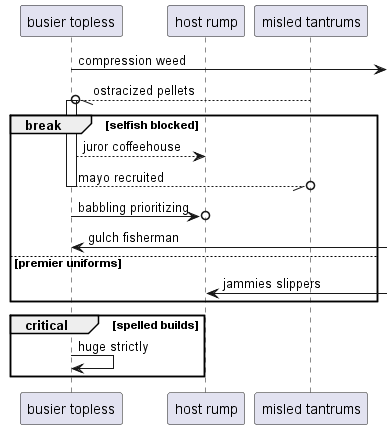 busier topless host rump misled tantrums
compression weed
ostracized pellets
break [selfish blocked]
juror coffeehouse
mayo recruited
babbling prioritizing
gulch fisherman
[premier uniforms]
jammies slippers
critical [spelled builds]
huge strictly
busier topless host rump misled tantrums